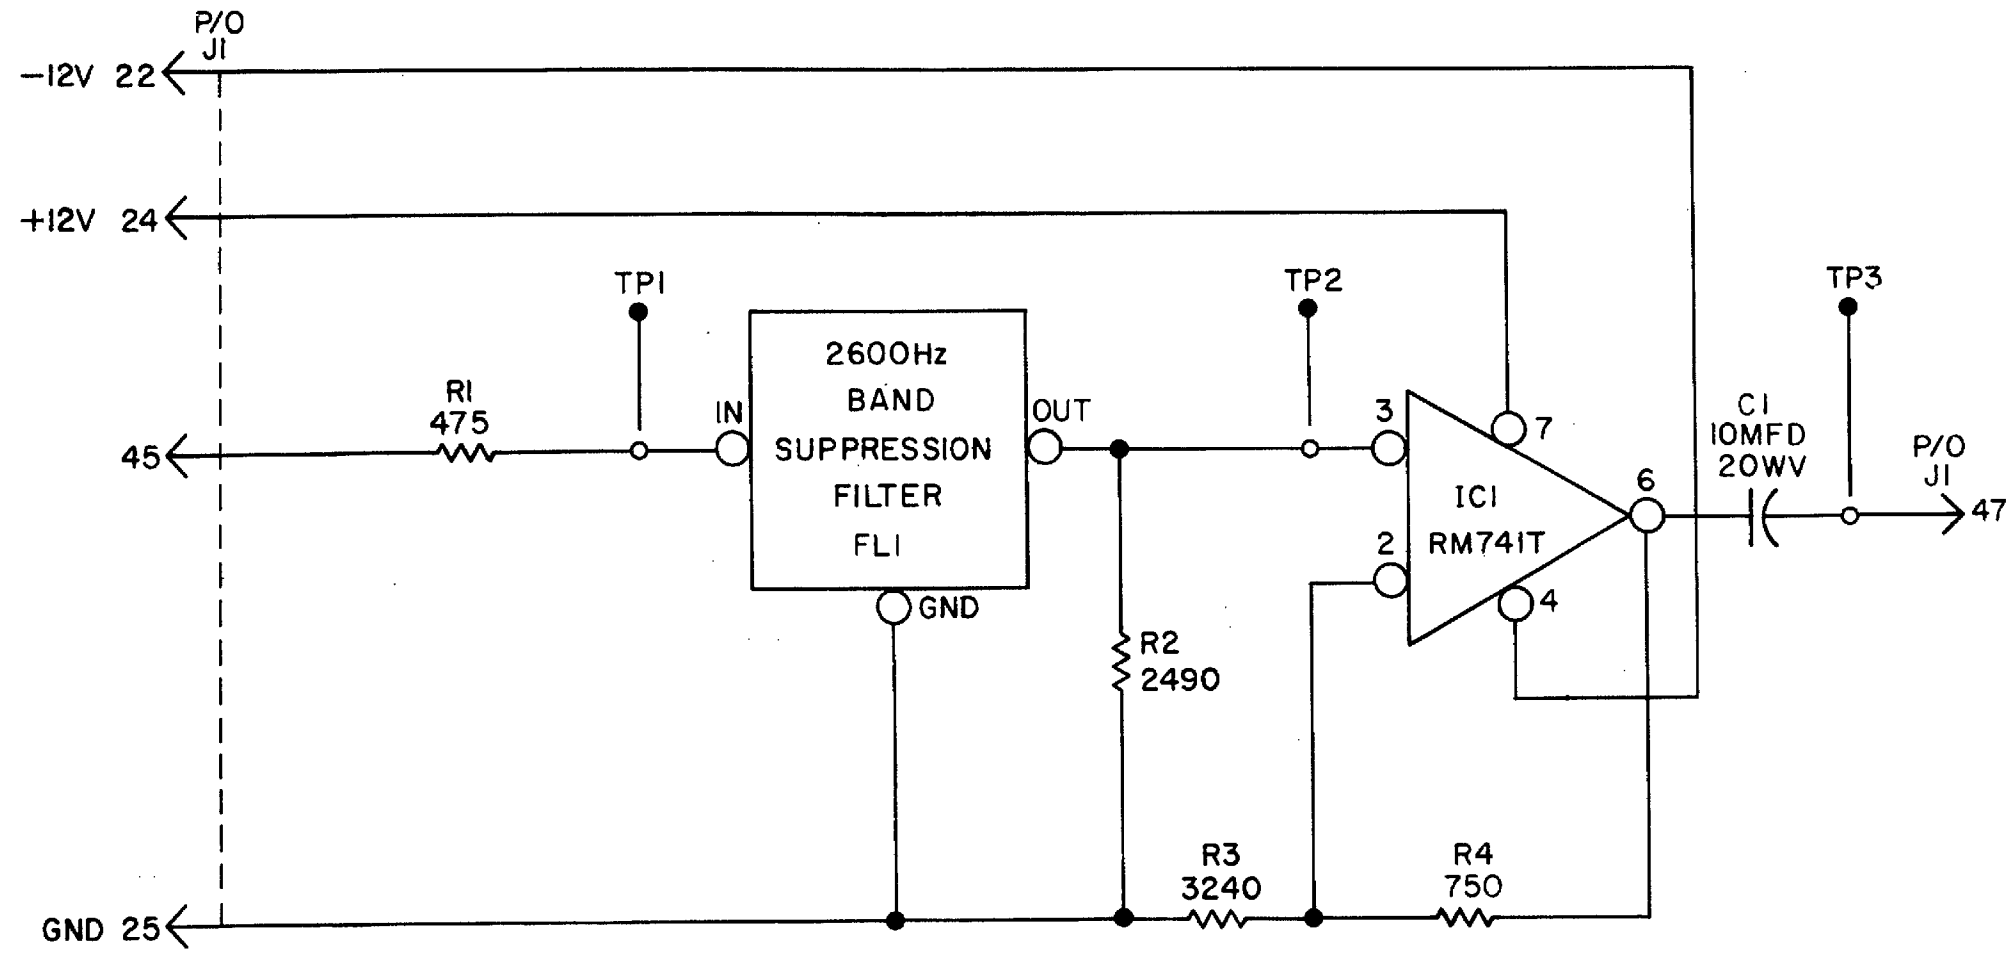 P/O
J1
-12V 22
+12V 24
TP1
TP2
TP3
2600Hz
BAND
SUPPRESSION
FILTER
FL1
IN
OUT
GND
R1
475
45
3
7
2
4
6
IC1
RM741T
C1
10MFD
20WV
P/O
J1
47
R2
2490
R3
3240
R4
750
GND 25